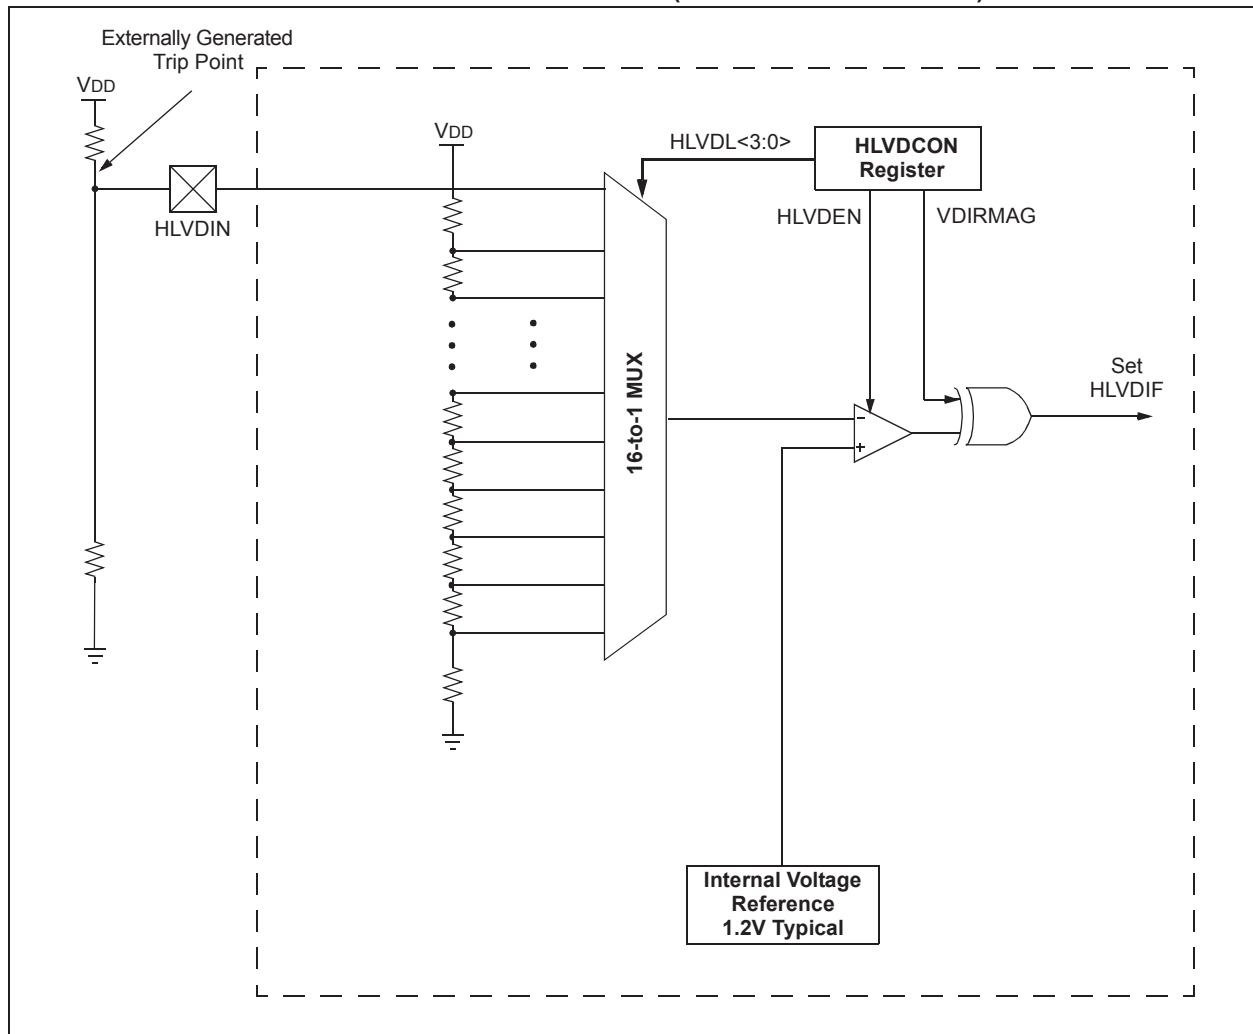 Externally Generated
Trip Point
VDD
VDD
HLVDIN
HLVDL<3:0>
HLVDCON
Register
HLVDEN
VDIRMAG
16-to-1 MUX
–
+
Set
HLVDIF
Internal Voltage
Reference
1.2V Typical